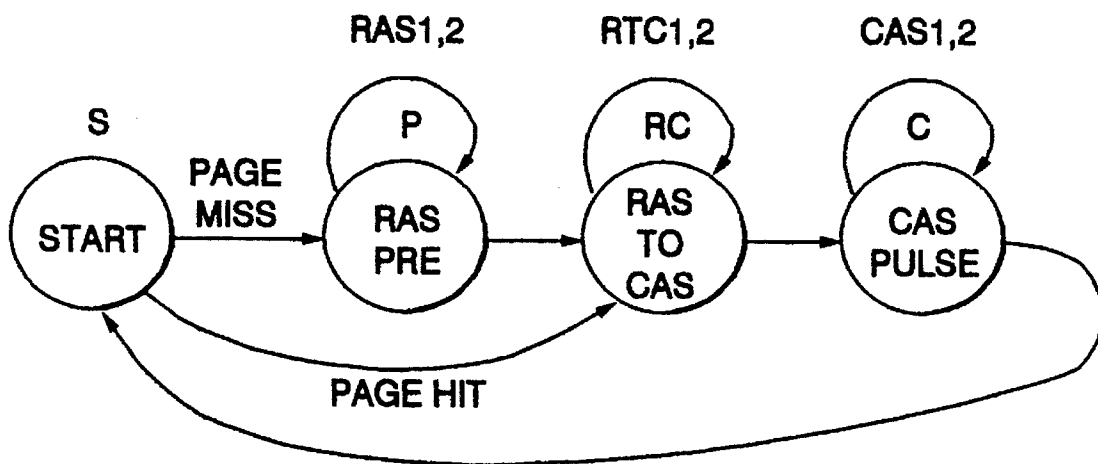 RAS1,2
RTC1,2
CAS1,2
S
P
RC
C
PAGE
MISS
START
RAS
PRE
RAS
TO
CAS
CAS
PULSE
PAGE HIT